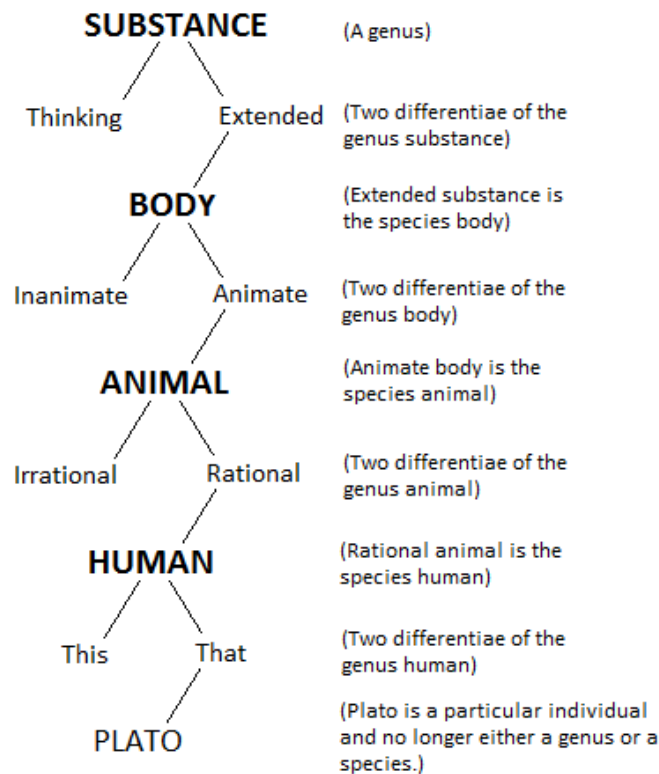 SUBSTANCE
(A genus)
Thinking
Extended
(Two differentiae of the
genus substance)
BODY
(Extended substance is
the species body)
Inanimate
Animate
(Two differentiae of the
genus body)
ANIMAL
(Animate body is the
species animal)
Irrational
Rational
(Two differentiae of the
genus animal)
HUMAN
(Rational animal is the
species human)
This
That
(Two differentiae of the
genus human)
PLATO
(Plato is a particular individual
and no longer either a genus or a
species.)